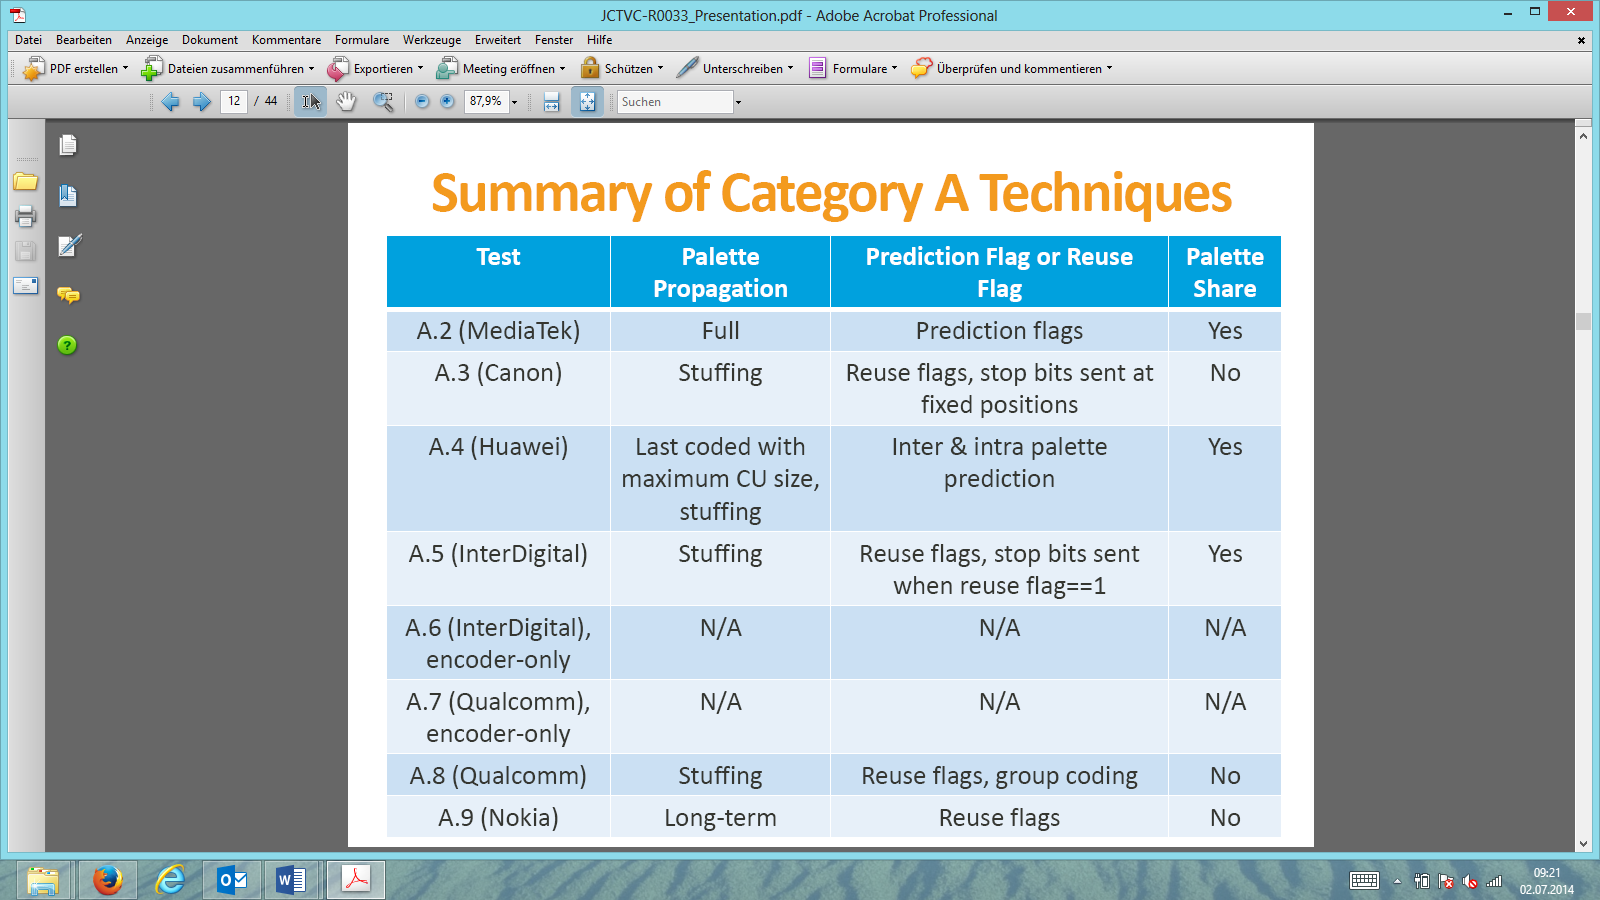 JCTVC-R0033_Presentation.pdf - Adobe Acrobat Professional
Datei Bearbeiten Anzeige Dokument Kommentare Formulare Werkzeuge Erweitert Fenster Hilfe
PDF erstellen Dateien zusammenführen Exportieren Meeting eröffnen Schützen Unterschreiben Formulare Überprüfen und kommentieren
12 / 44 87,9% Suchen
Summary of Category A Techniques
Test Palette Propagation Prediction Flag or Reuse Flag Palette Share
A.2 (MediaTek) Full Prediction flags Yes
A.3 (Canon) Stuffing Reuse flags, stop bits sent at fixed positions No
A.4 (Huawei) Last coded with maximum CU size, stuffing Inter & intra palette prediction Yes
A.5 (InterDigital) Stuffing Reuse flags, stop bits sent when reuse flag==1 Yes
A.6 (InterDigital), encoder-only N/A N/A N/A
A.7 (Qualcomm), encoder-only N/A N/A N/A
A.8 (Qualcomm) Stuffing Reuse flags, group coding No
A.9 (Nokia) Long-term Reuse flags No
09:21
02.07.2014